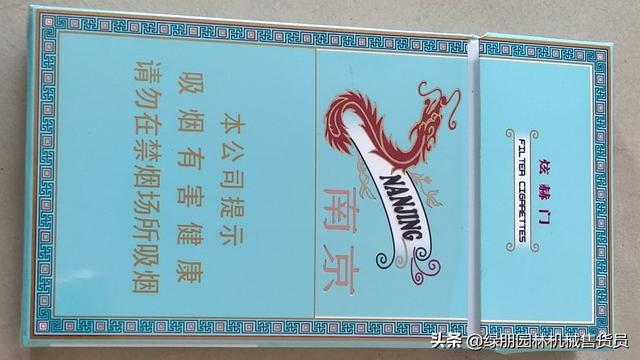 炫赫门
FILTER CIGARETTES
NANJING
南京
本公司提示
吸烟有害健康
请勿在禁烟场所吸烟
头条@绿朋园林机械售货员